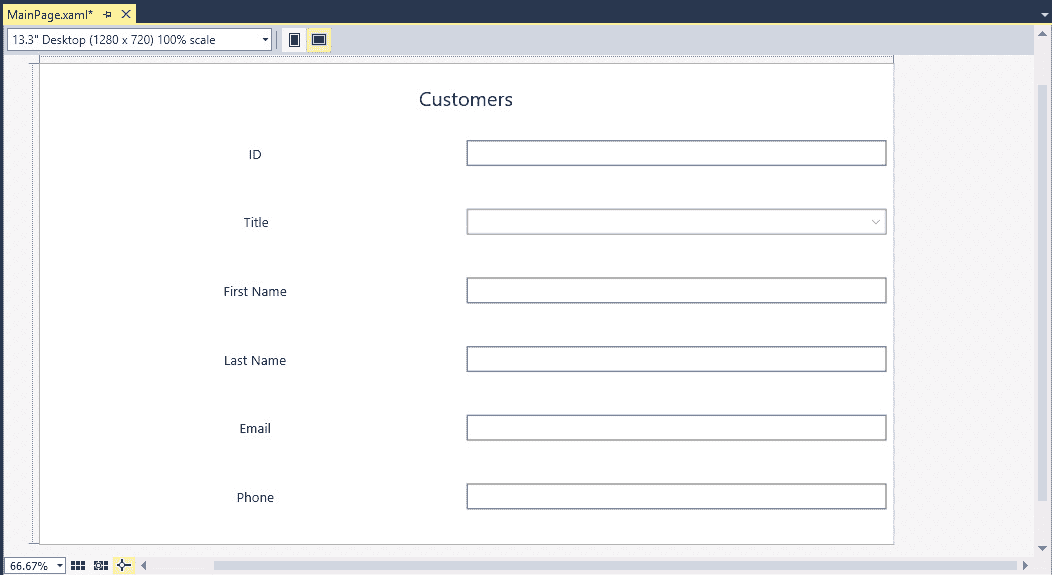 MainPage.xaml*
13.3" Desktop (1280 x 720) 100% scale
Customers
ID
Title
First Name
Last Name
Email
Phone
66.67%